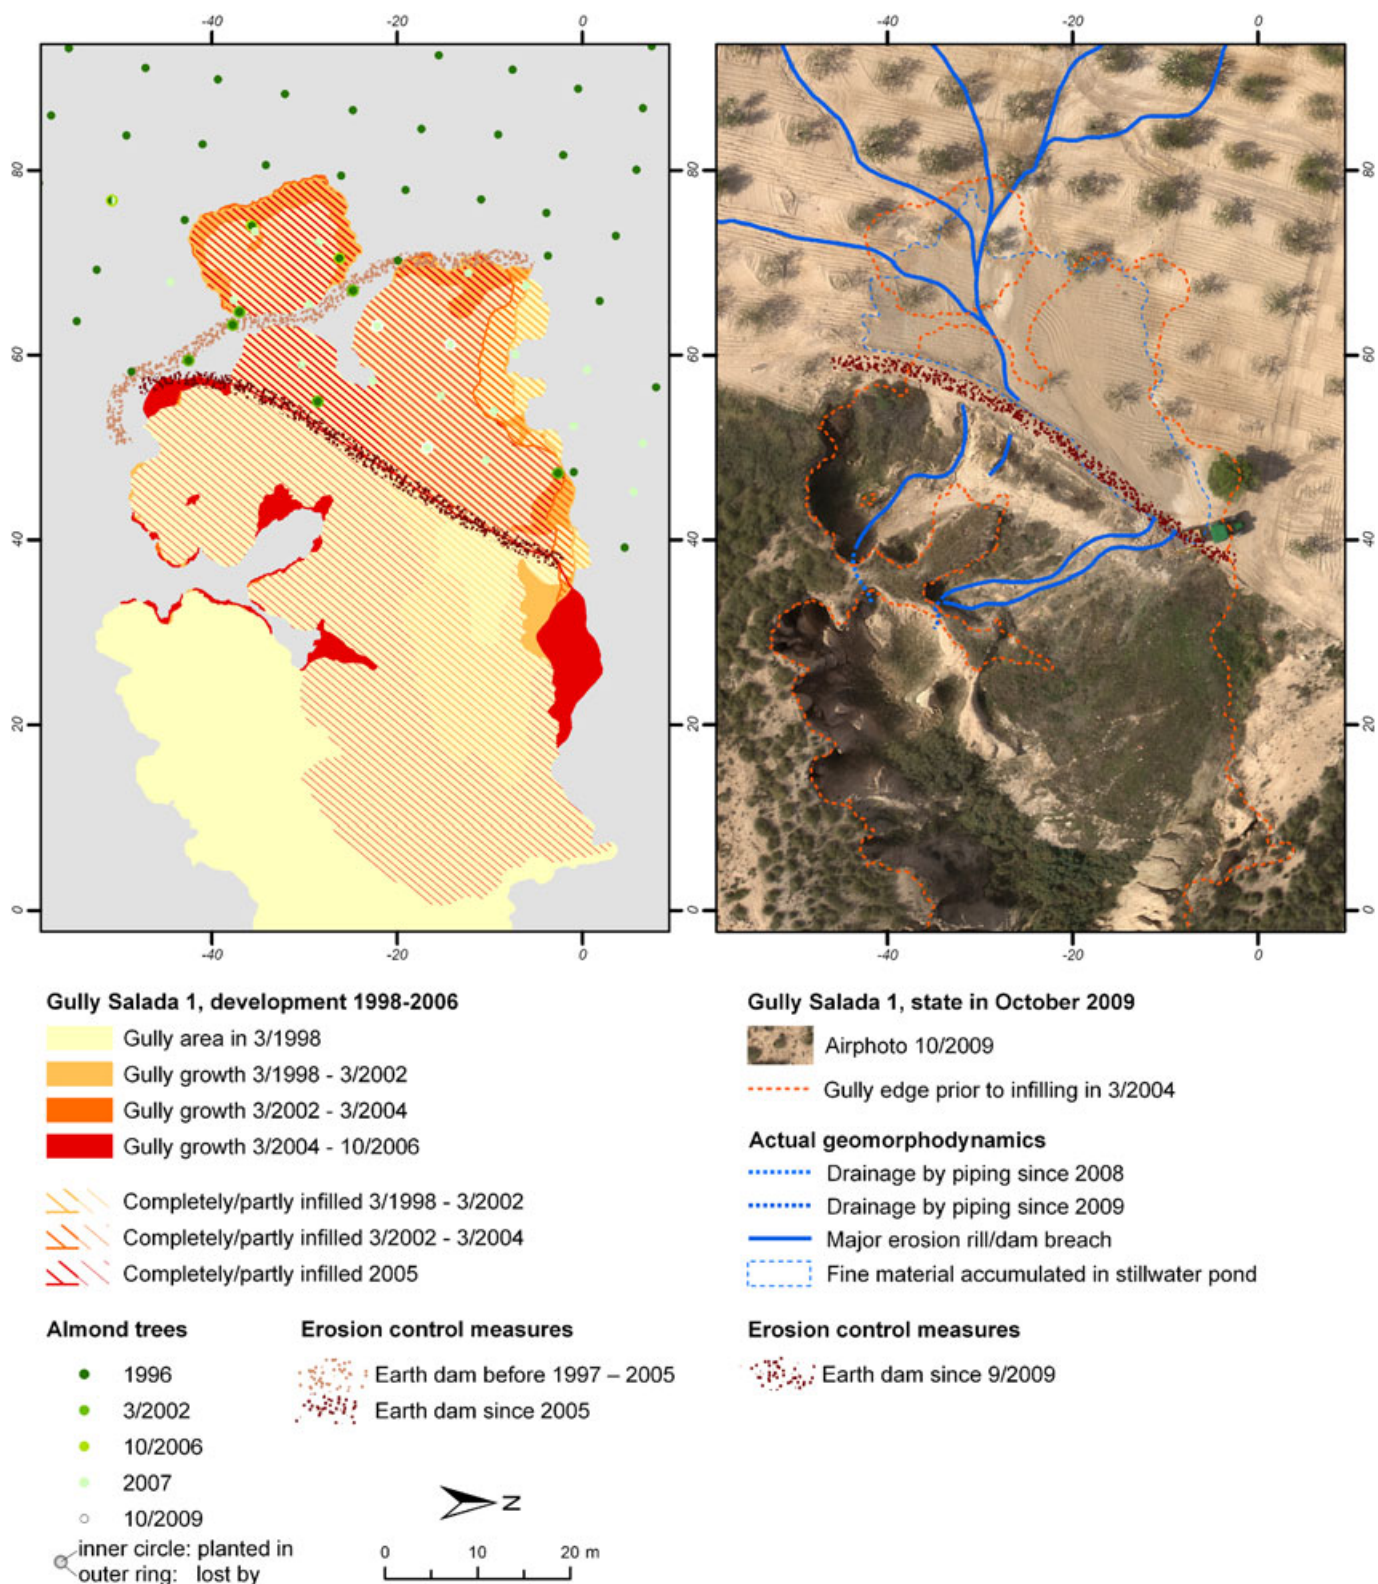 -40 -20 0
-40 -20 0
80 80 80
60 60 60
40 40 40
20 20 20
0 0 0
-40 -20 0
-40 -20 0
Gully Salada 1, development 1998-2006
Gully area in 3/1998
Gully growth 3/1998 - 3/2002
Gully growth 3/2002 - 3/2004
Gully growth 3/2004 - 10/2006
Completely/partly infilled 3/1998 - 3/2002
Completely/partly infilled 3/2002 - 3/2004
Completely/partly infilled 2005
Almond trees
1996
3/2002
10/2006
2007
10/2009
inner circle: planted in
outer ring: lost by
Erosion control measures
Earth dam before 1997 – 2005
Earth dam since 2005
N
0 10 20 m
Gully Salada 1, state in October 2009
Airphoto 10/2009
Gully edge prior to infilling in 3/2004
Actual geomorphodynamics
Drainage by piping since 2008
Drainage by piping since 2009
Major erosion rill/dam breach
Fine material accumulated in stillwater pond
Erosion control measures
Earth dam since 9/2009